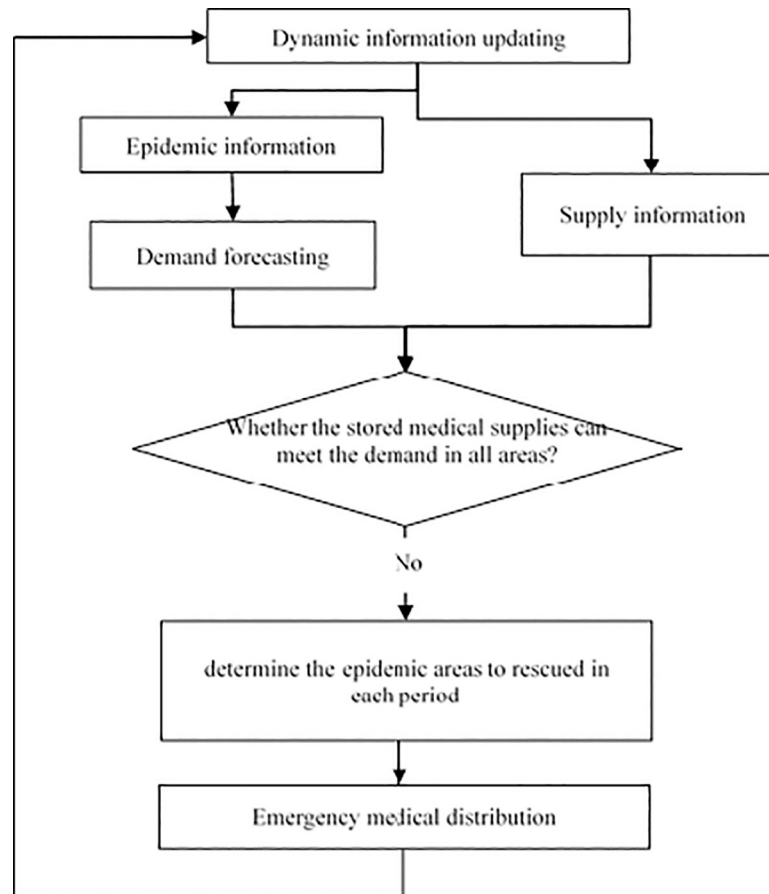 Dynamic information updating
Epidemic information
Supply information
Demand forecasting
Whether the stored medical supplies can
meet the demand in all areas?
No
determine the epidemic areas to rescued in
each period
Emergency medical distribution